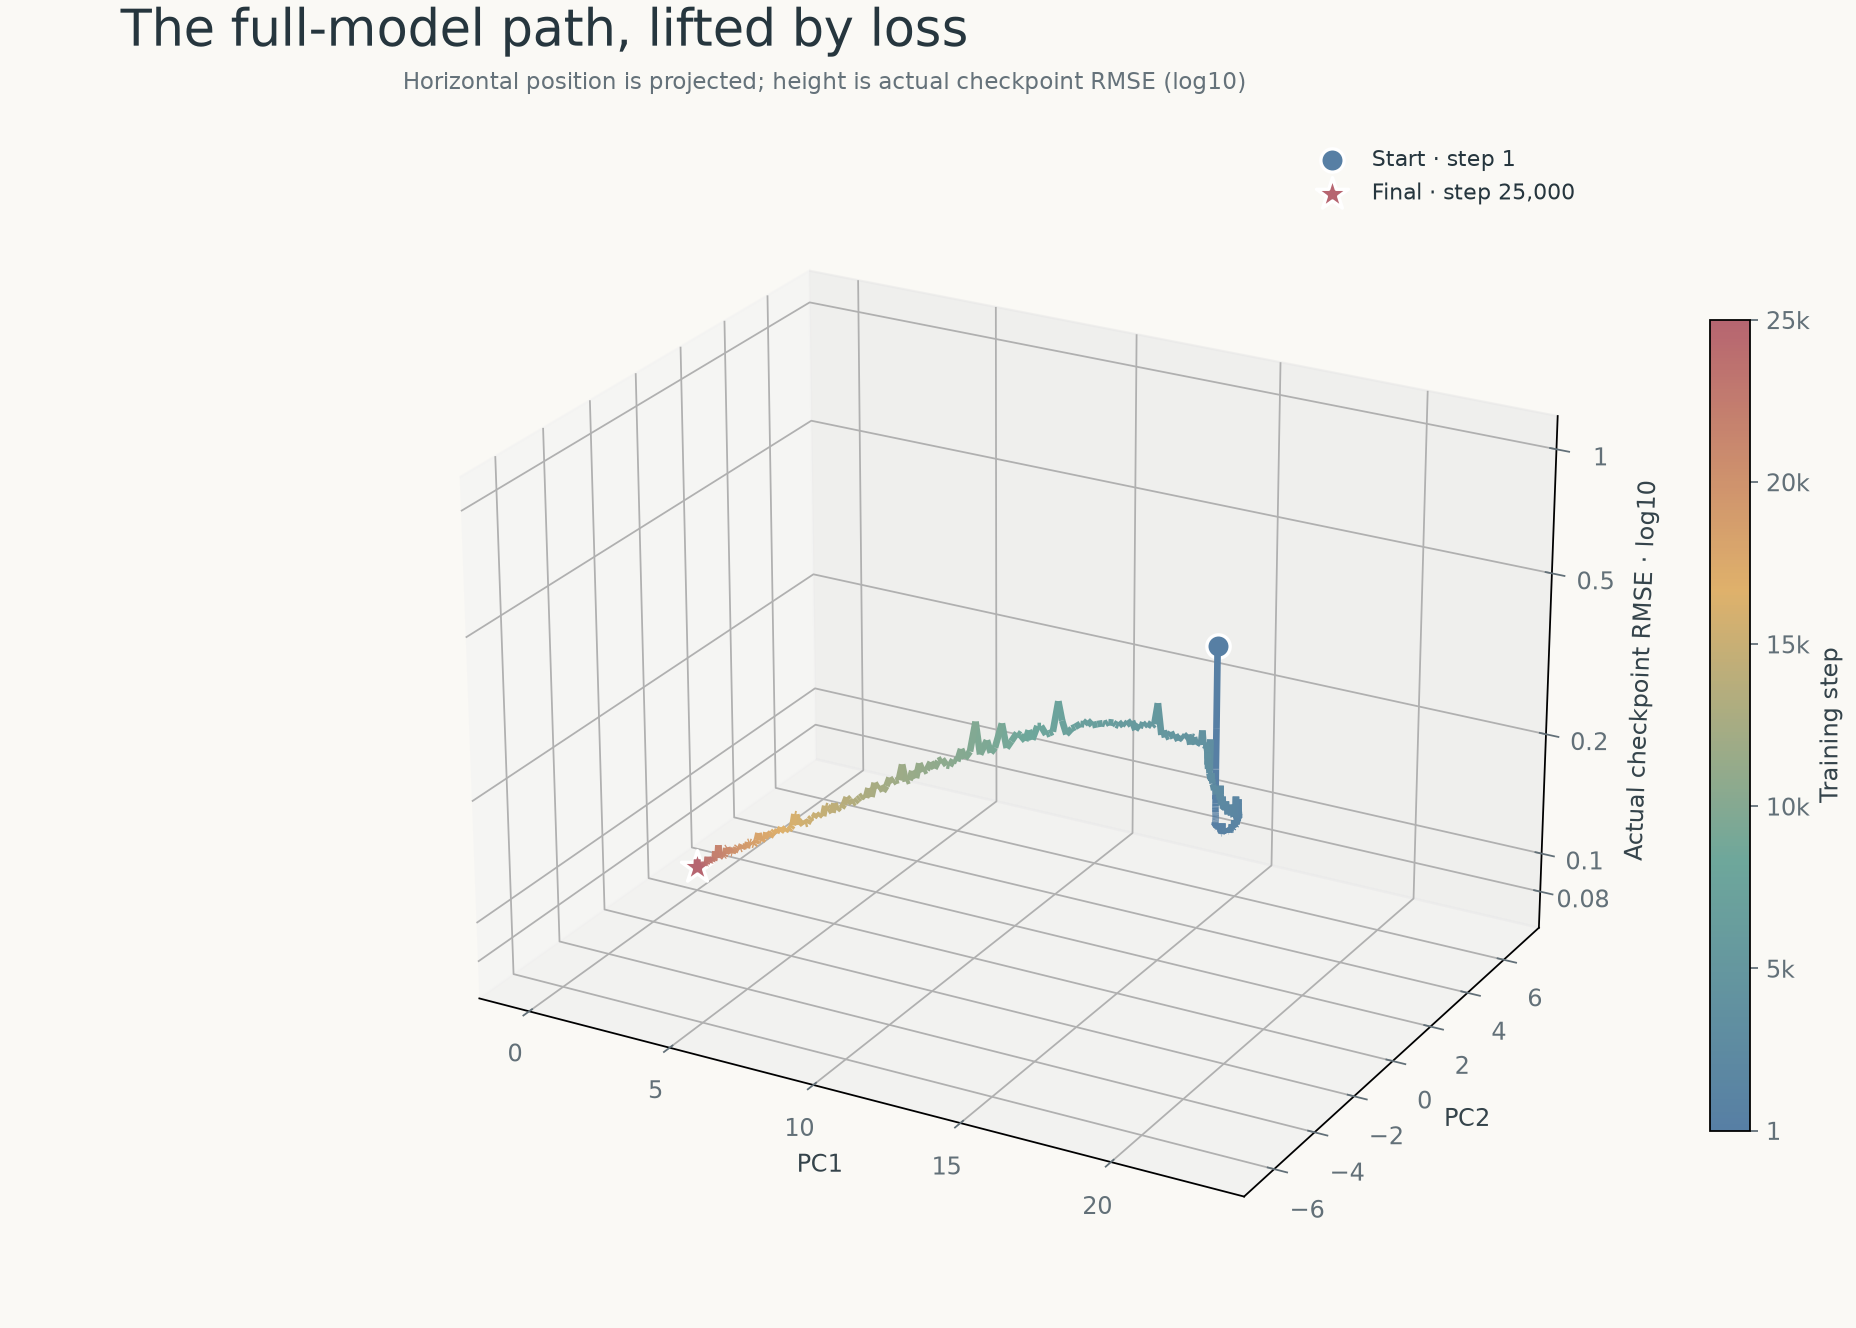 The full-model path, lifted by loss
Horizontal position is projected; height is actual checkpoint RMSE (log10)
Start · step 1
Final · step 25,000
1
0.5
0.2
0.1
0.08
Actual checkpoint RMSE · log10
25k
20k
15k
10k
5k
1
Training step
0
5
10
15
20
PC1
−6
−4
−2
0
2
4
6
PC2